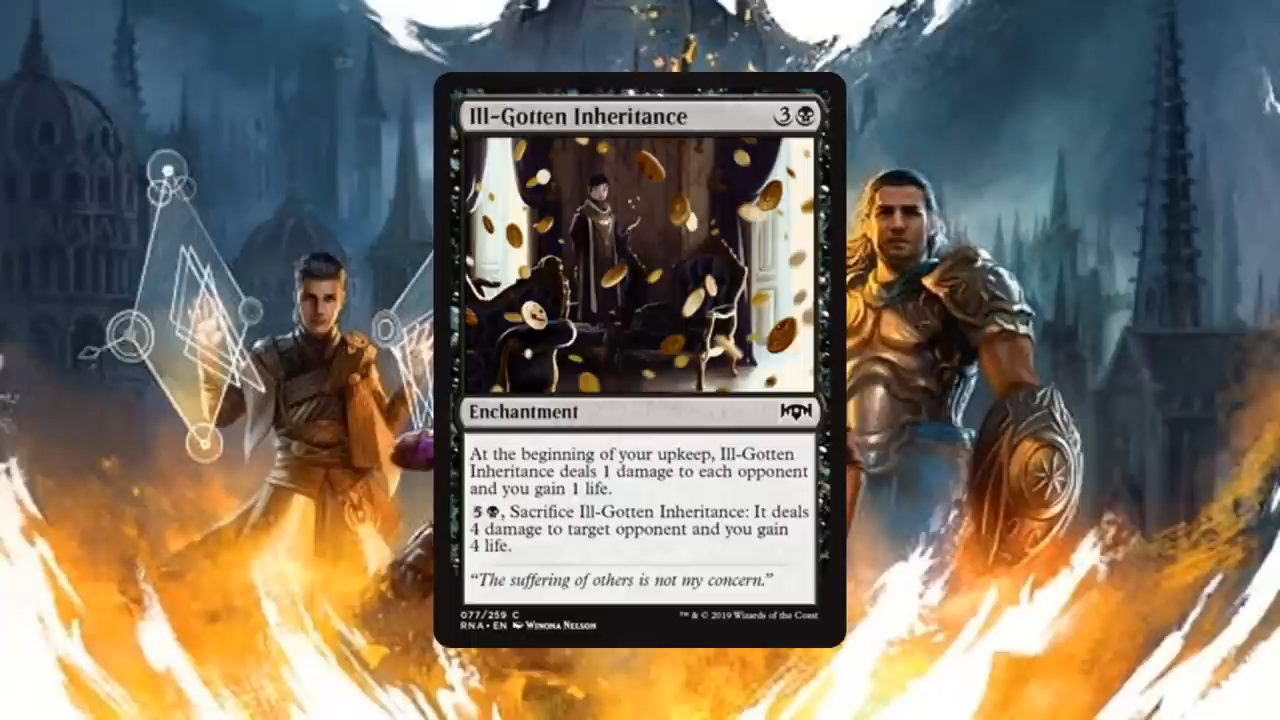 Ill-Gotten Inheritance 3
Enchantment
At the beginning of your upkeep, Ill-Gotten
Inheritance deals 1 damage to each opponent
and you gain 1 life.
5 , Sacrifice Ill-Gotten Inheritance: It deals
4 damage to target opponent and you gain
4 life.
“The suffering of others is not my concern.”
077/259 C ™ & © 2019 Wizards of the Coast
RNA • EN Winona Nelson